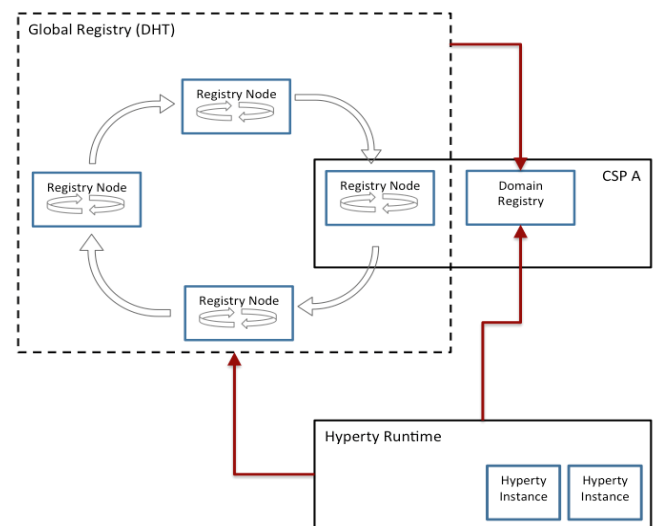 Global Registry (DHT)
Registry Node
Registry Node
Registry Node
Domain
Registry
CSP A
Registry Node
Hyperty Runtime
Hyperty
Instance
Hyperty
Instance